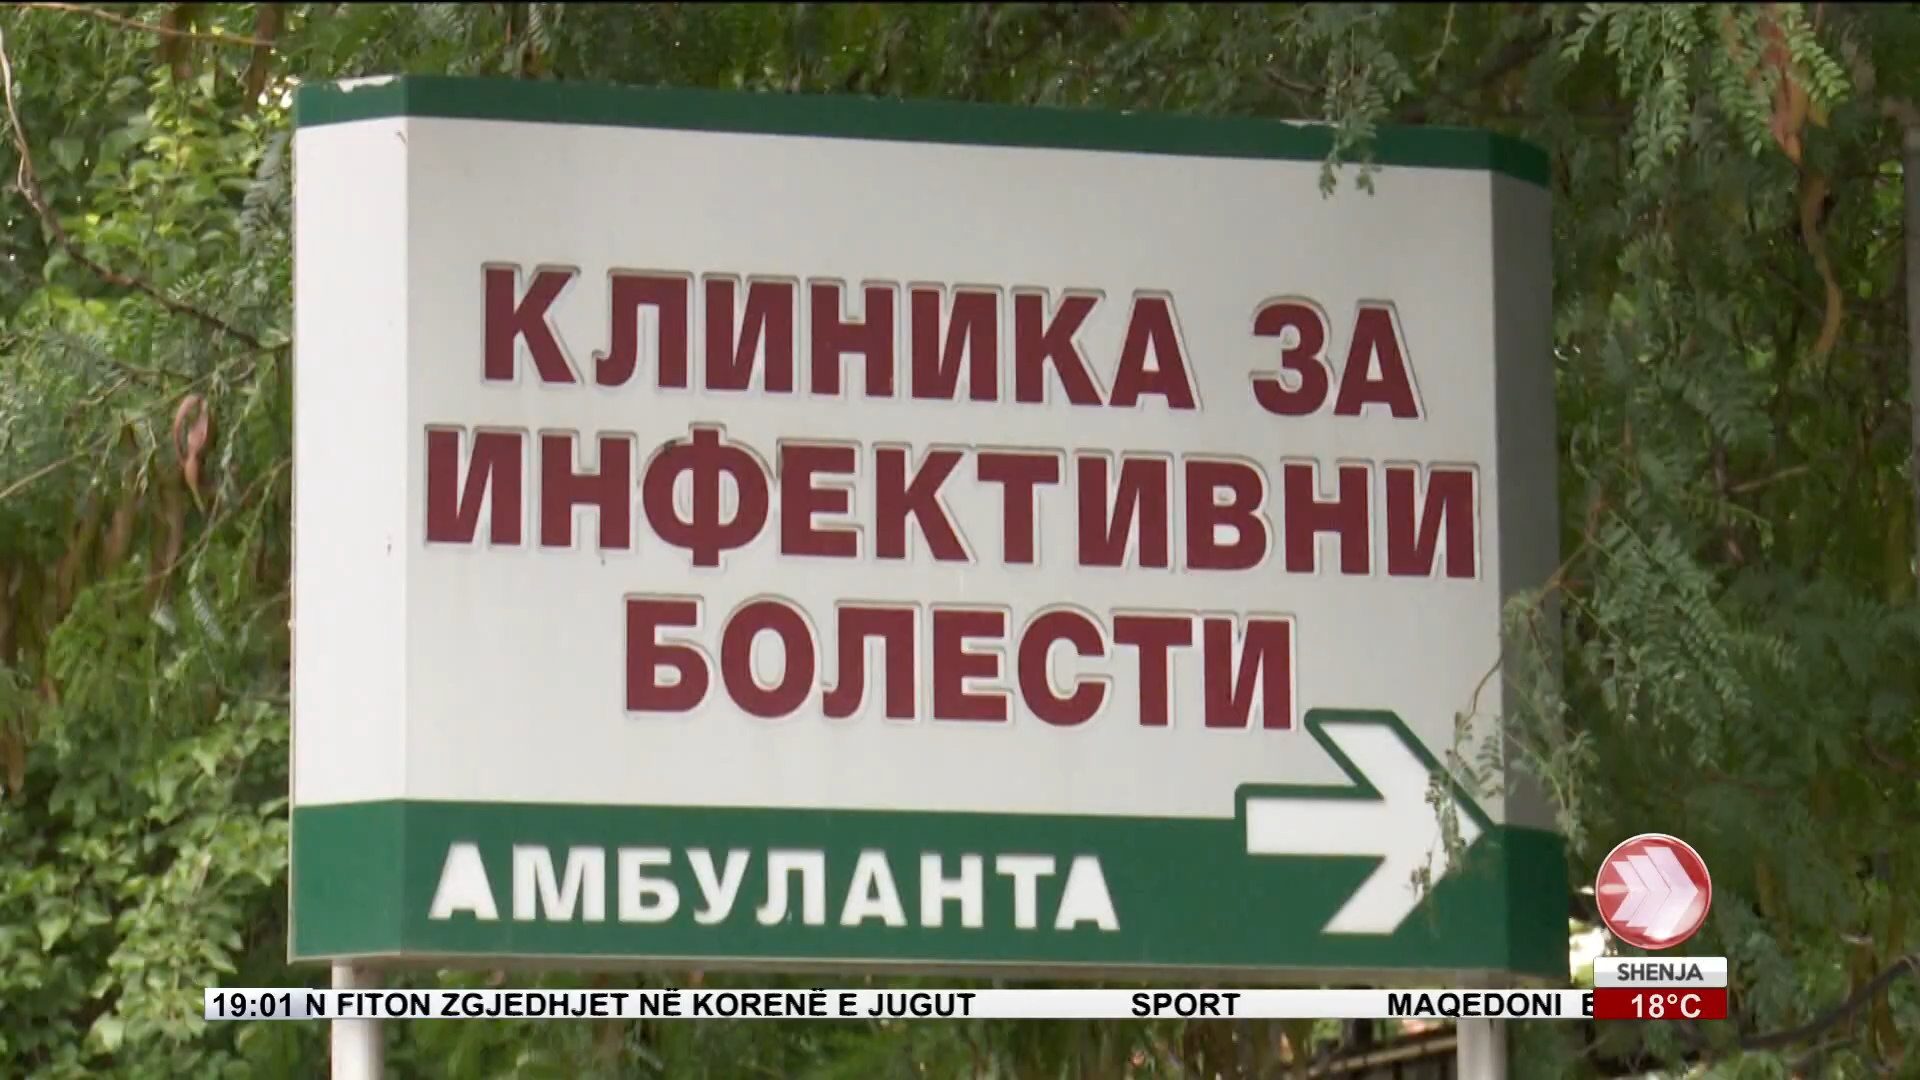 КЛИНИКА ЗА
ИНФЕКТИВНИ
БОЛЕСТИ
АМБУЛАНТА
SHENJA
19:01 N FITON ZGJEDHJET NË KORENË E JUGUT SPORT MAQEDONI E 18°C